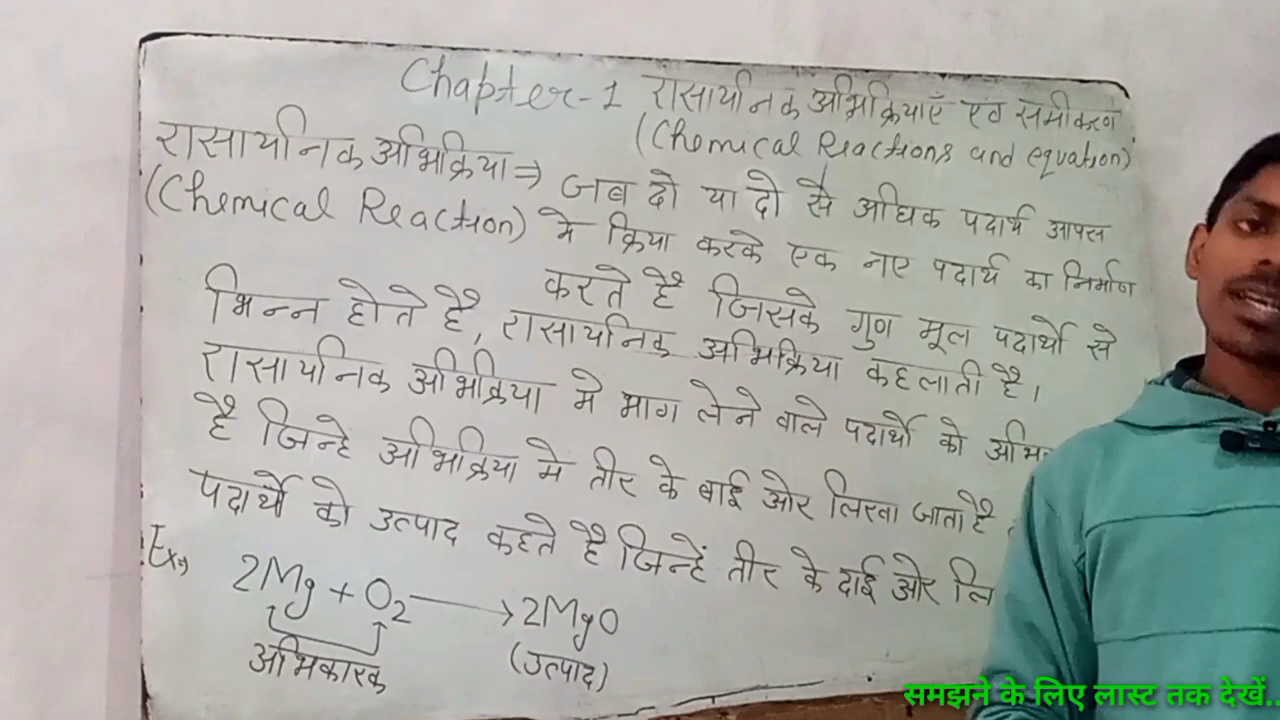 Chapter-1 रासायनिक अभिक्रियाएँ एवं समीकरण
(Chemical Reactions and equation)
रासायनिक अभिक्रिया ⇒ जब दो या दो से अधिक पदार्थ आपस
(Chemical Reaction) मे क्रिया करके एक नए पदार्थ का निर्माण
करते है जिसके गुण मूल पदार्थो से
भिन्न होते है, रासायनिक अभिक्रिया कहलाती है।
रासायनिक अभिक्रिया मे भाग लेने वाले पदार्थो को
है जिन्हे अभिक्रिया मे तीर के बाई ओर लिखा जाता है
पदार्थो को उत्पाद कहते है जिन्हें तीर के दाई ओर
Ex⇒ 2Mg + O₂ ⟶ 2MgO
अभिकारक (उत्पाद)
समझने के लिए लास्ट तक देखें..